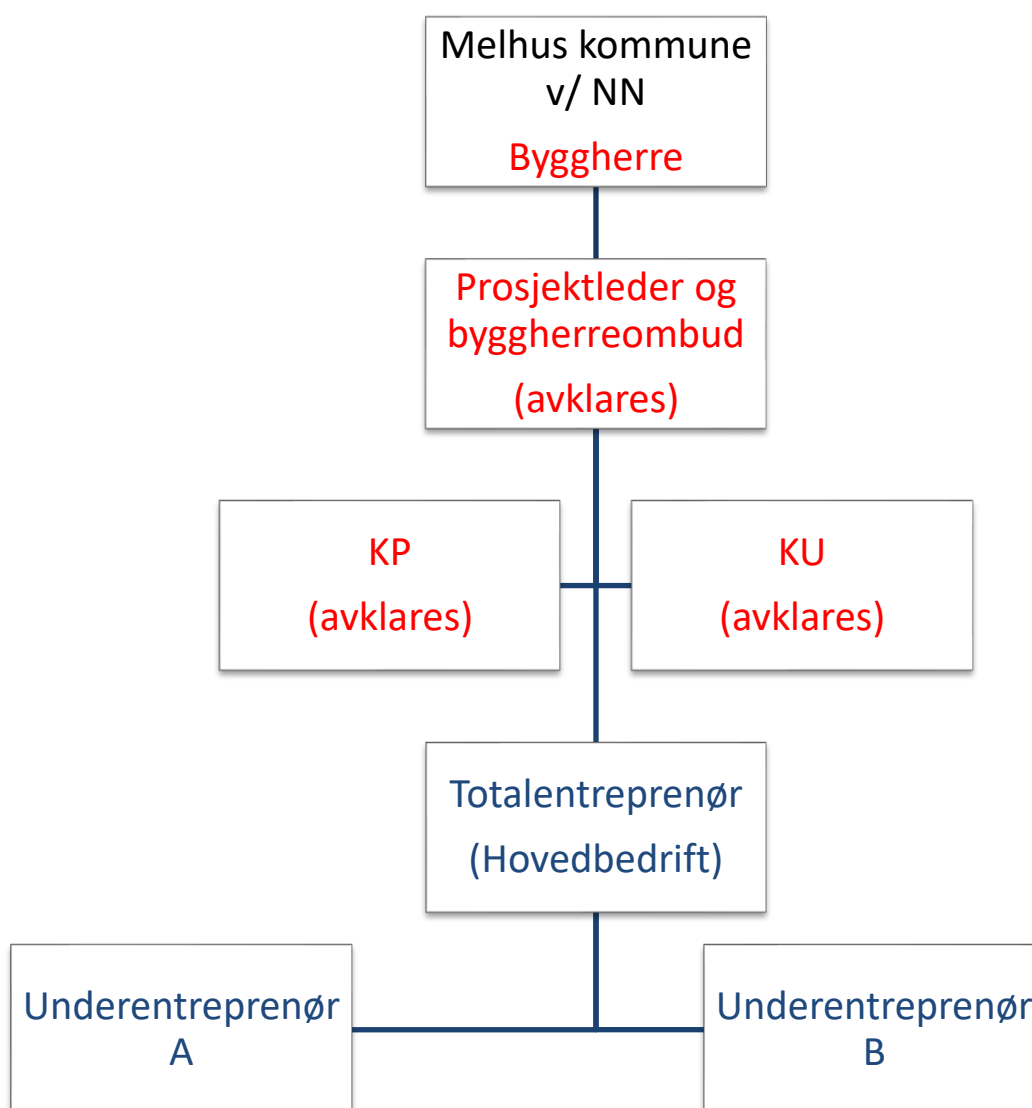 Melhus kommune
v/ NN
Byggherre
Prosjektleder og
byggherreombud
(avklares)
KP
(avklares)
KU
(avklares)
Totalentreprenør
(Hovedbedrift)
Underentreprenør
A
Underentreprenør
B